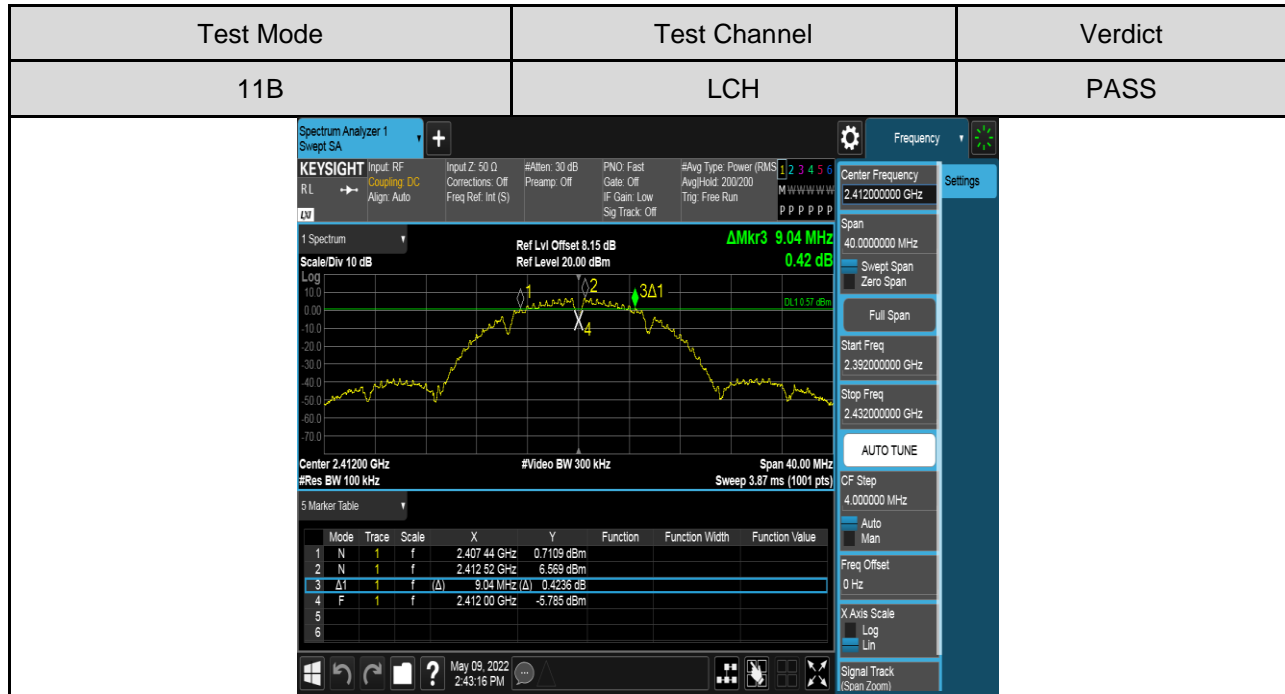 Test Mode Test Channel Verdict
11B LCH PASS
Spectrum Analyzer 1
Swept SA
+
Frequency
KEYSIGHT
RL
LXI
Input: RF
Coupling: DC
Align: Auto
Input Z: 50 Ω
Corrections: Off
Freq Ref: Int (S)
#Atten: 30 dB
Preamp: Off
PNO: Fast
Gate: Off
IF Gain: Low
Sig Track: Off
#Avg Type: Power (RMS
Avg|Hold: 200/200
Trig: Free Run
1 2 3 4 5 6
M W W W W W
P P P P P P
1 Spectrum
Scale/Div 10 dB
Ref Lvl Offset 8.15 dB
Ref Level 20.00 dBm
ΔMkr3 9.04 MHz
0.42 dB
Log
10.0
0.00
-10.0
-20.0
-30.0
-40.0
-50.0
-60.0
-70.0
1
2
3Δ1
4
DL1 0.57 dBm
Center 2.41200 GHz
#Video BW 300 kHz
Span 40.00 MHz
#Res BW 100 kHz
Sweep 3.87 ms (1001 pts)
5 Marker Table
Mode Trace Scale X Y Function Function Width Function Value
1 N 1 f 2.407 44 GHz 0.7109 dBm
2 N 1 f 2.412 52 GHz 6.569 dBm
3 Δ1 1 f (Δ) 9.04 MHz (Δ) 0.4236 dB
4 F 1 f 2.412 00 GHz -5.785 dBm
5
6
?
May 09, 2022
2:43:16 PM
Settings
Center Frequency
2.412000000 GHz
Span
40.0000000 MHz
Swept Span
Zero Span
Full Span
Start Freq
2.392000000 GHz
Stop Freq
2.432000000 GHz
AUTO TUNE
CF Step
4.000000 MHz
Auto
Man
Freq Offset
0 Hz
X Axis Scale
Log
Lin
Signal Track
(Span Zoom)